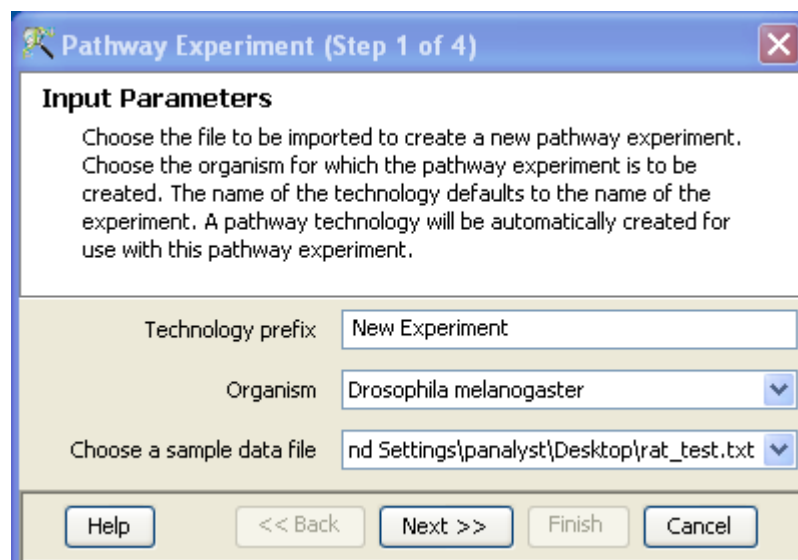 Pathway Experiment (Step 1 of 4)
Input Parameters
Choose the file to be imported to create a new pathway experiment.
Choose the organism for which the pathway experiment is to be
created. The name of the technology defaults to the name of the
experiment. A pathway technology will be automatically created for
use with this pathway experiment.
Technology prefix New Experiment
Organism Drosophila melanogaster
Choose a sample data file nd Settings\panalyst\Desktop\rat_test.txt
Help << Back Next >> Finish Cancel